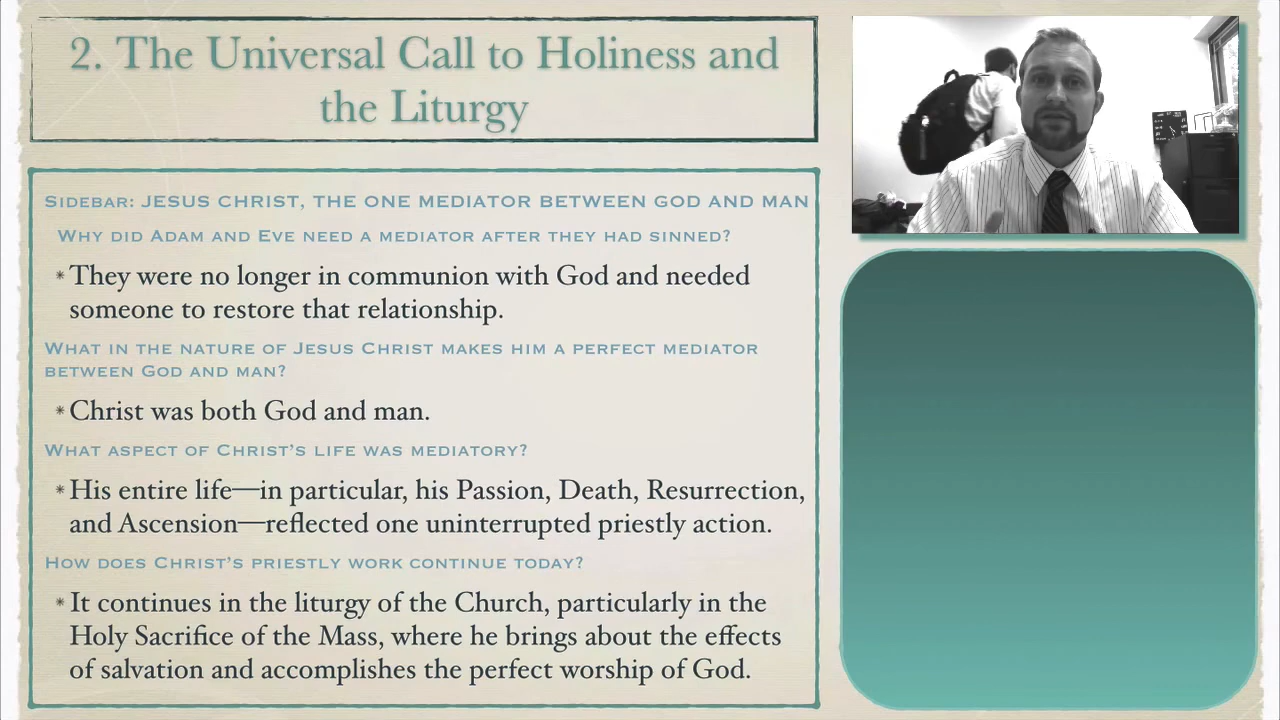 2. The Universal Call to Holiness and
the Liturgy
Sidebar: JESUS CHRIST, THE ONE MEDIATOR BETWEEN GOD AND MAN
Why did Adam and Eve need a mediator after they had sinned?
* They were no longer in communion with God and needed
someone to restore that relationship.
What in the nature of Jesus Christ makes him a perfect mediator
between God and man?
* Christ was both God and man.
What aspect of Christ's life was mediatory?
* His entire life—in particular, his Passion, Death, Resurrection,
and Ascension—reflected one uninterrupted priestly action.
How does Christ's priestly work continue today?
* It continues in the liturgy of the Church, particularly in the
Holy Sacrifice of the Mass, where he brings about the effects
of salvation and accomplishes the perfect worship of God.